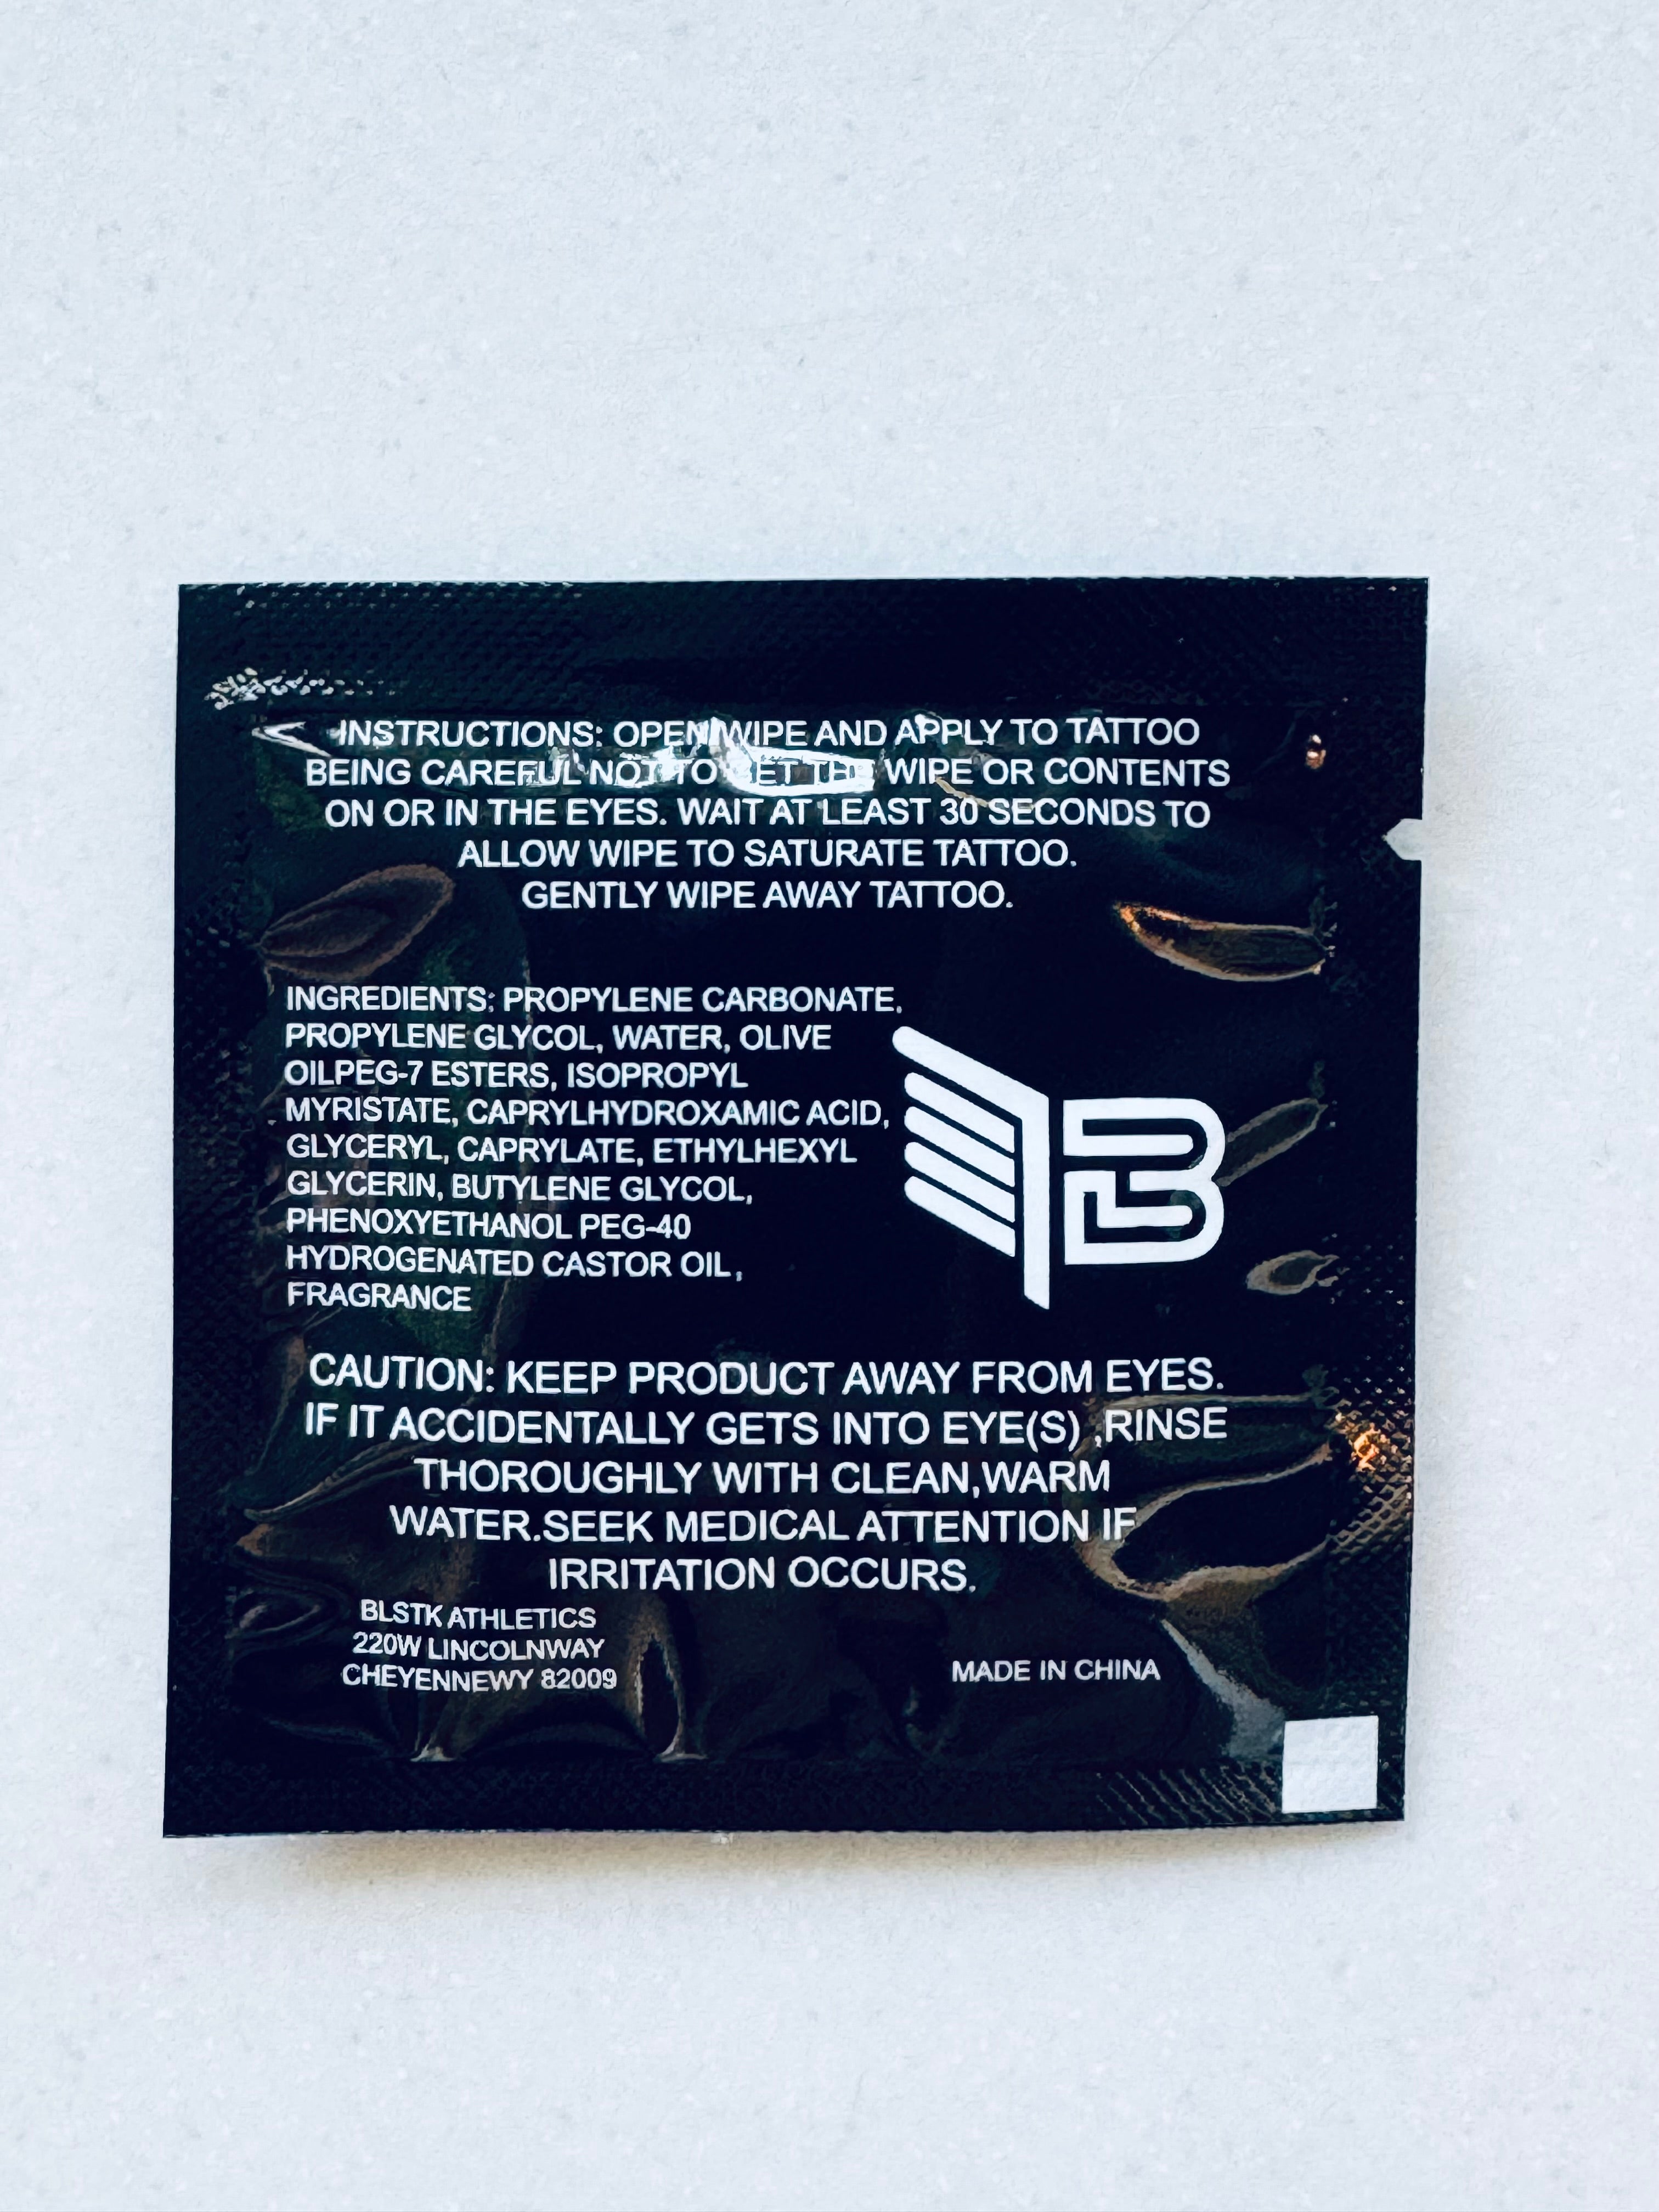 INSTRUCTIONS: OPEN WIPE AND APPLY TO TATTOO
BEING CAREFUL NOT TO GET THE WIPE OR CONTENTS
ON OR IN THE EYES. WAIT AT LEAST 30 SECONDS TO
ALLOW WIPE TO SATURATE TATTOO.
GENTLY WIPE AWAY TATTOO.
INGREDIENTS: PROPYLENE CARBONATE,
PROPYLENE GLYCOL, WATER, OLIVE
OILPEG-7 ESTERS, ISOPROPYL
MYRISTATE, CAPRYLHYDROXAMIC ACID,
GLYCERYL, CAPRYLATE, ETHYLHEXYL
GLYCERIN, BUTYLENE GLYCOL,
PHENOXYETHANOL PEG-40
HYDROGENATED CASTOR OIL,
FRAGRANCE
B
CAUTION: KEEP PRODUCT AWAY FROM EYES.
IF IT ACCIDENTALLY GETS INTO EYE(S) ,RINSE
THOROUGHLY WITH CLEAN,WARM
WATER.SEEK MEDICAL ATTENTION IF
IRRITATION OCCURS.
BLSTK ATHLETICS
220W LINCOLNWAY
CHEYENNEWY 82009
MADE IN CHINA